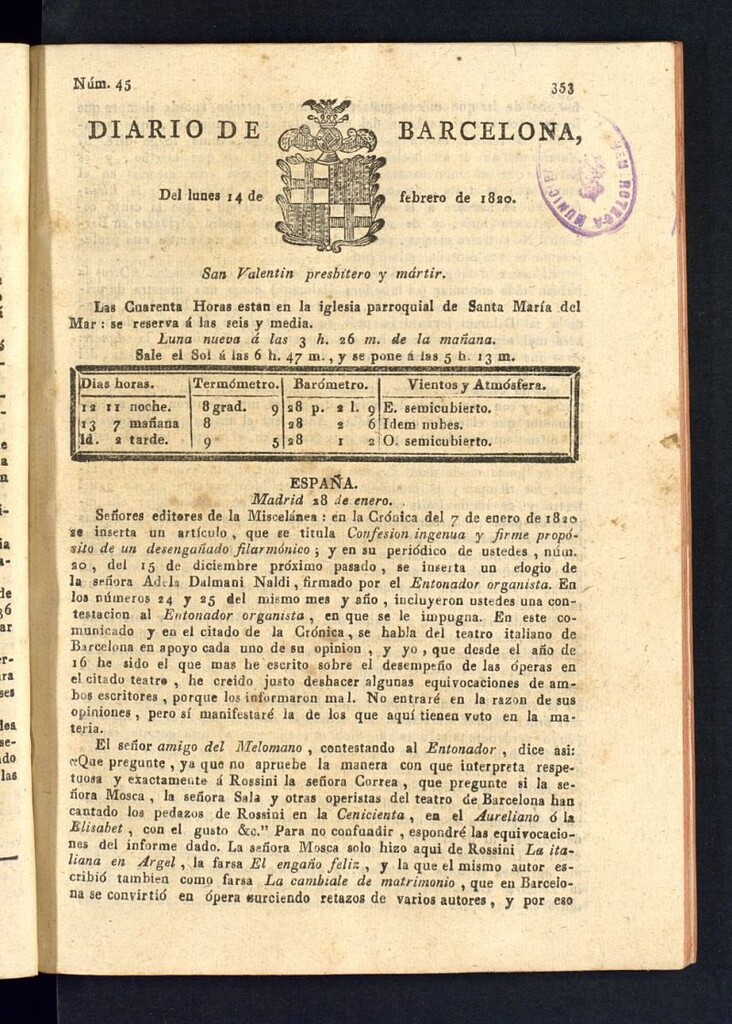 Núm. 45 353
DIARIO DE BARCELONA,
Del lunes 14 de febrero de 1820.
HEMEROTECA MUNICIP
San Valentin presbitero y mártir.
Las Cuarenta Horas estan en la iglesia parroquial de Santa María del
Mar : se reserva á las seis y media.
Luna nueva á las 3 h. 26 m. de la mañana.
Sale el Sol á las 6 h. 47 m., y se pone á las 5 h. 13 m.
Dias horas. Termómetro. Barómetro. Vientos y Atmósfera.
12 11 noche. 8 grad. 9 28 p. 2 l. 9 E. semicubierto.
13 7 mañana 8 28 2 6 Idem nubes.
Id. 2 tarde. 9 5 28 1 2 O. semicubierto.
ESPAÑA.
Madrid 28 de enero.
Señores editores de la Miscelánea : en la Crónica del 7 de enero de 1820
se inserta un artículo, que se titula Confesion ingenua y firme propó-
sito de un desengañado filarmónico ; y en su periódico de ustedes, núm.
20, del 15 de diciembre próximo pasado, se inserta un elogio de
la señora Adela Dalmani Naldi, firmado por el Entonador organista. En
los números 24 y 25 del mismo mes y año, incluyeron ustedes una con-
testacion al Entonador organista, en que se le impugna. En este co-
municado y en el citado de la Crónica, se habla del teatro italiano de
Barcelona en apoyo cada uno de su opinion, y yo, que desde el año de
16 he sido el que mas he escrito sobre el desempeño de las óperas en
el citado teatro, he creido justo deshacer algunas equivocaciones de am-
bos escritores, porque los informaron mal. No entraré en la razon de sus
opiniones, pero sí manifestaré la de los que aquí tienen voto en la ma-
teria.
El señor amigo del Melomano, contestando al Entonador, dice asi:
«Que pregunte, ya que no apruebe la manera con que interpreta respe-
tuosa y exactamente á Rossini la señora Correa, que pregunte si la se-
ñora Mosca, la señora Sala y otras operistas del teatro de Barcelona han
cantado los pedazos de Rossini en la Cenicienta, en el Aureliano ó la
Elisabet, con el gusto &c." Para no confundir, espondré las equivocacio-
nes del informe dado. La señora Mosca solo hizo aqui de Rossini La ita-
liana en Argel, la farsa El engaño feliz, y la que el mismo autor es-
cribió tambien como farsa La cambiale de matrimonio, que en Barcelo-
na se convirtió en ópera zurciendo retazos de varios autores, y por eso